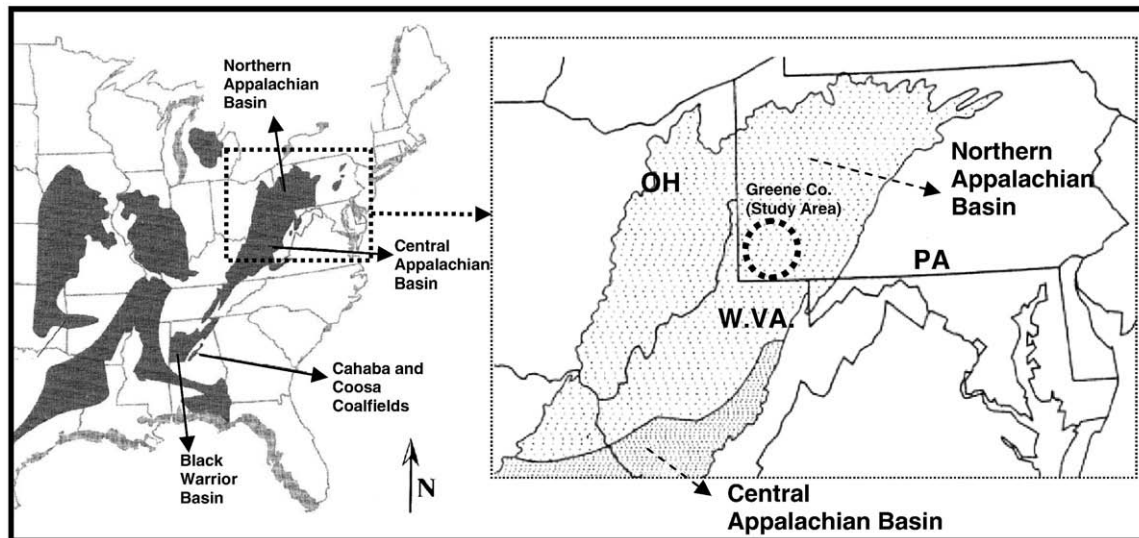 Northern
Appalachian
Basin
Central
Appalachian
Basin
Cahaba and
Coosa
Coalfields
Black
Warrior
Basin
N
OH
Greene Co.
(Study Area)
Northern
Appalachian
Basin
PA
W.VA.
Central
Appalachian Basin